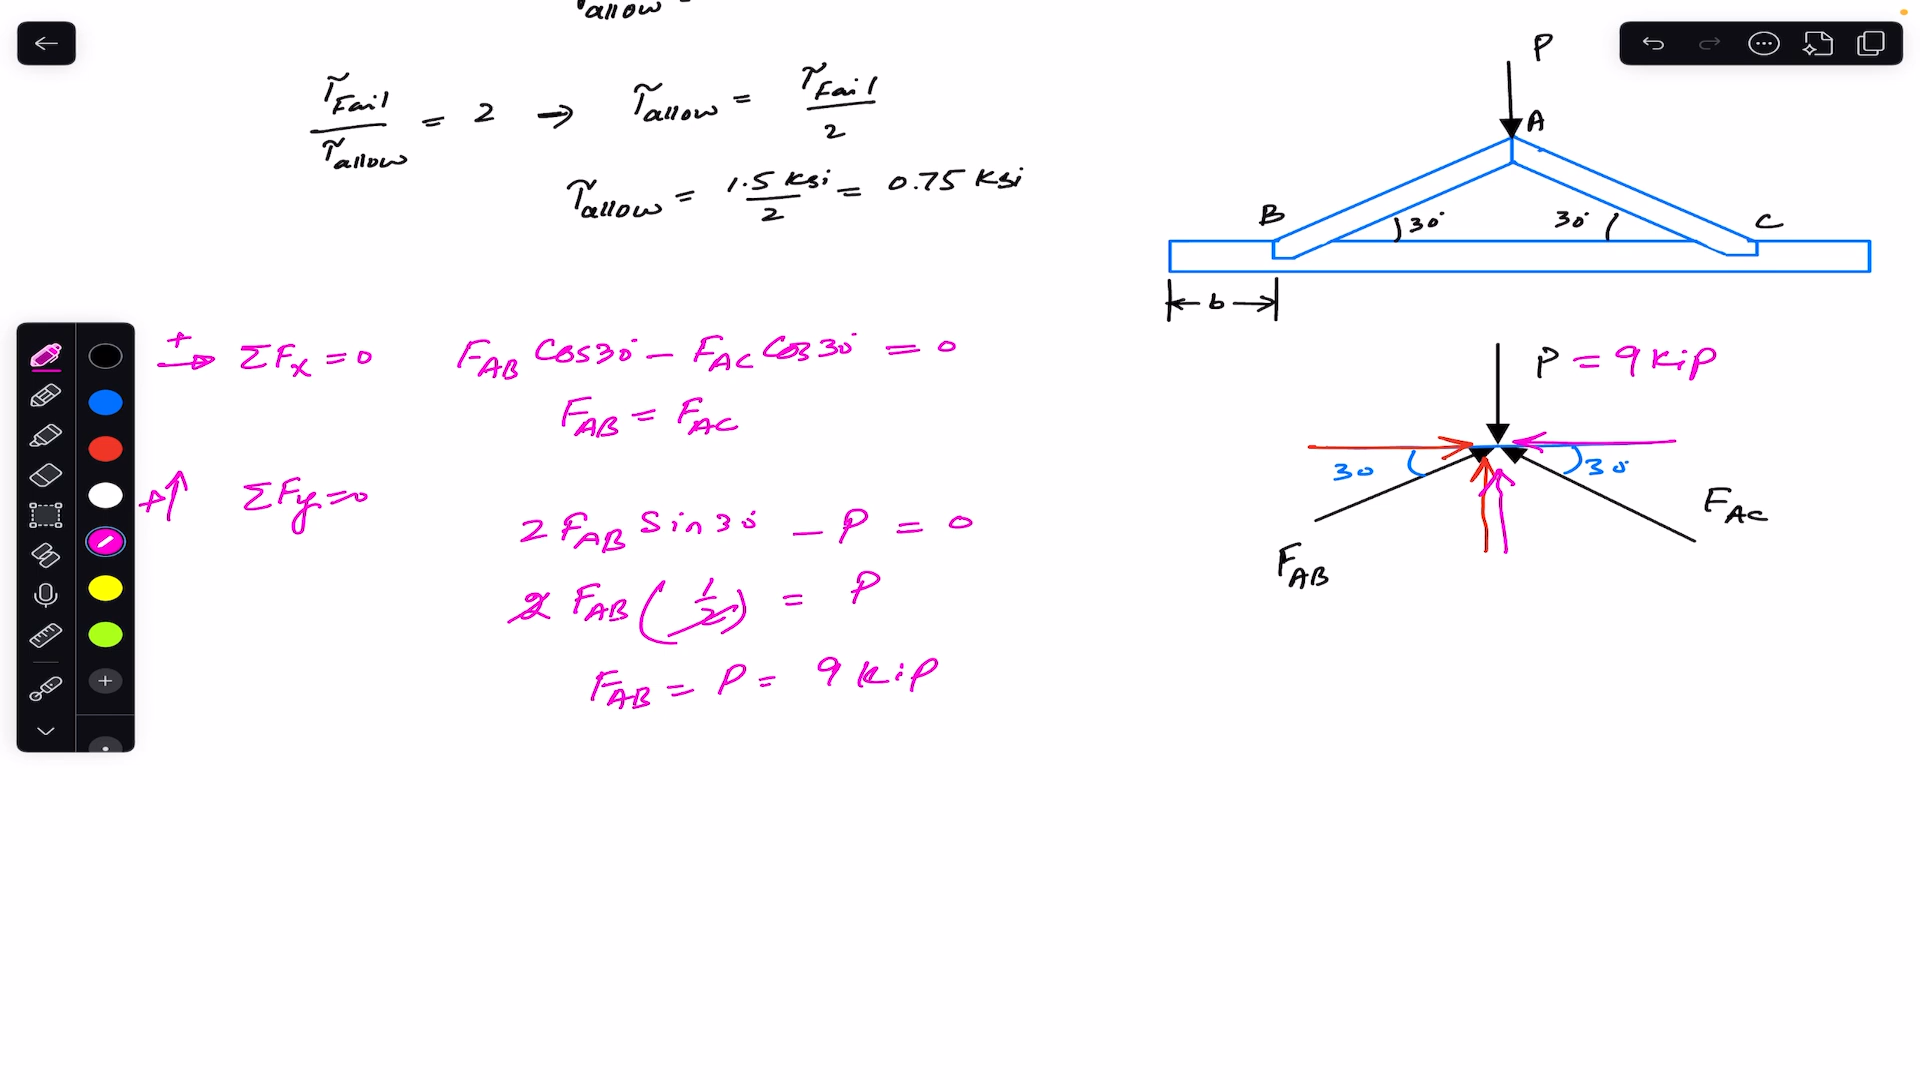 τallow =
τFail/τallow = 2 → τallow = τFail/2
τallow = 1.5 ksi/2 = 0.75 ksi
+→ ΣFx = 0    FAB Cos30° − FAC Cos30° = 0
FAB = FAC
+↑ ΣFy = 0
2 FAB Sin30° − P = 0
2 FAB (1/2) = P
FAB = P = 9 kip
P
A
B
30°
30°
C
b
P = 9 kip
30
30°
FAB
FAC